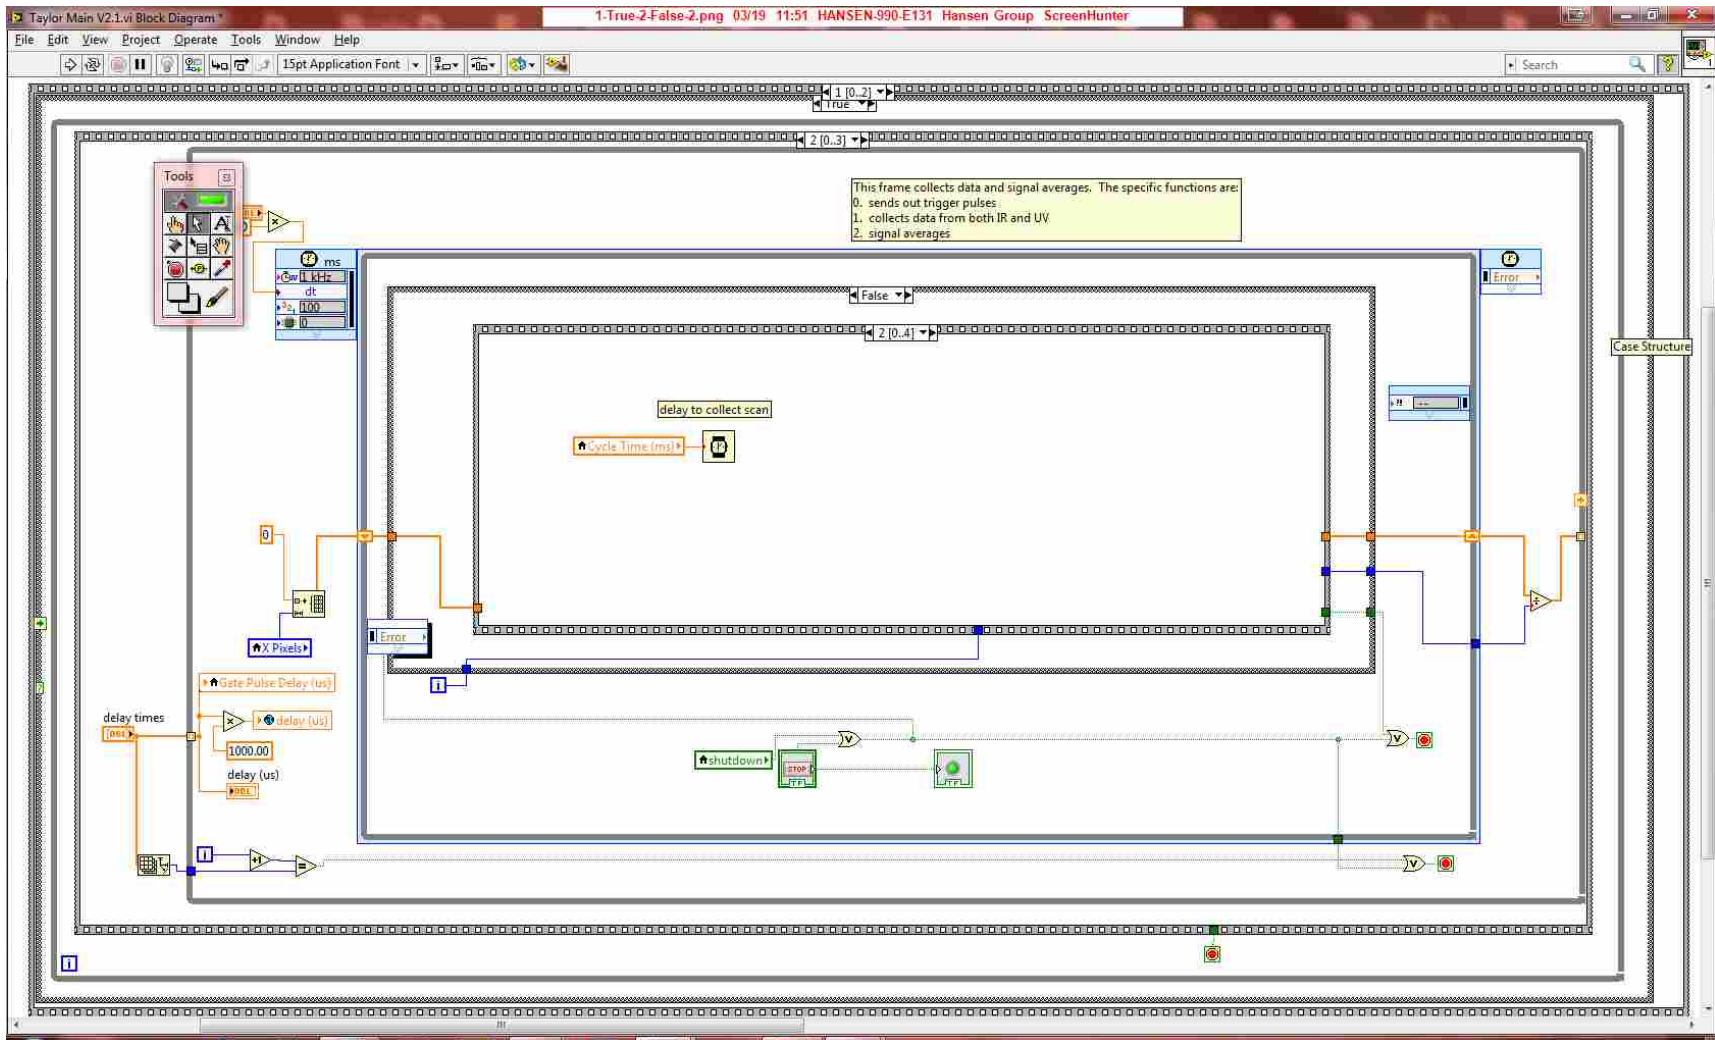 Taylor Main V2.1.vi Block Diagram *
1-True-2-False-2.png 03/19 11:51 HANSEN-990-E131 Hansen Group ScreenHunter
File Edit View Project Operate Tools Window Help
15pt Application Font
Search
1 [0..2]
True
2 [0..3]
Tools
This frame collects data and signal averages. The specific functions are:
0. sends out trigger pulses
1. collects data from both IR and UV
2. signal averages
ms
1 kHz
dt
100
0
Error
False
2 [0..4]
Case Structure
delay to collect scan
Cycle Time (ms)
0
X Pixels
Error
i
Gate Pulse Delay (us)
delay times
[DBL]
delay (us)
1000.00
delay (us)
DBL
shutdown
STOP
TF
TF
i
+1
=
i